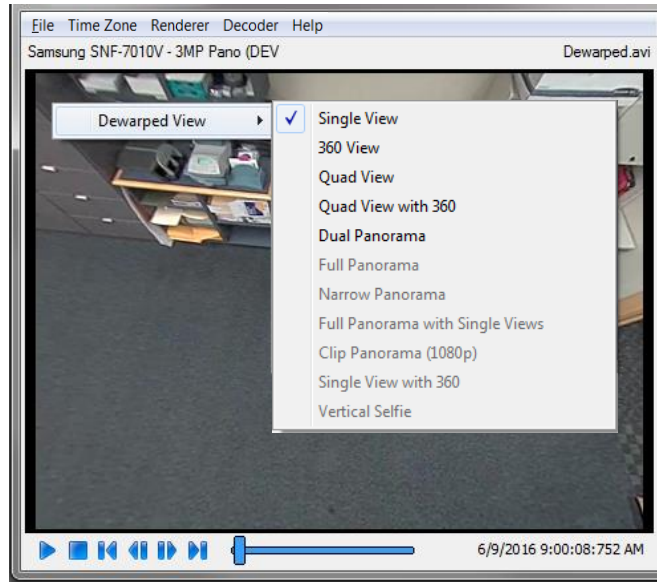 File Time Zone Renderer Decoder Help
Samsung SNF-7010V - 3MP Pano (DEV Dewarped.avi
Dewarped View
Single View
360 View
Quad View
Quad View with 360
Dual Panorama
Full Panorama
Narrow Panorama
Full Panorama with Single Views
Clip Panorama (1080p)
Single View with 360
Vertical Selfie
6/9/2016 9:00:08:752 AM